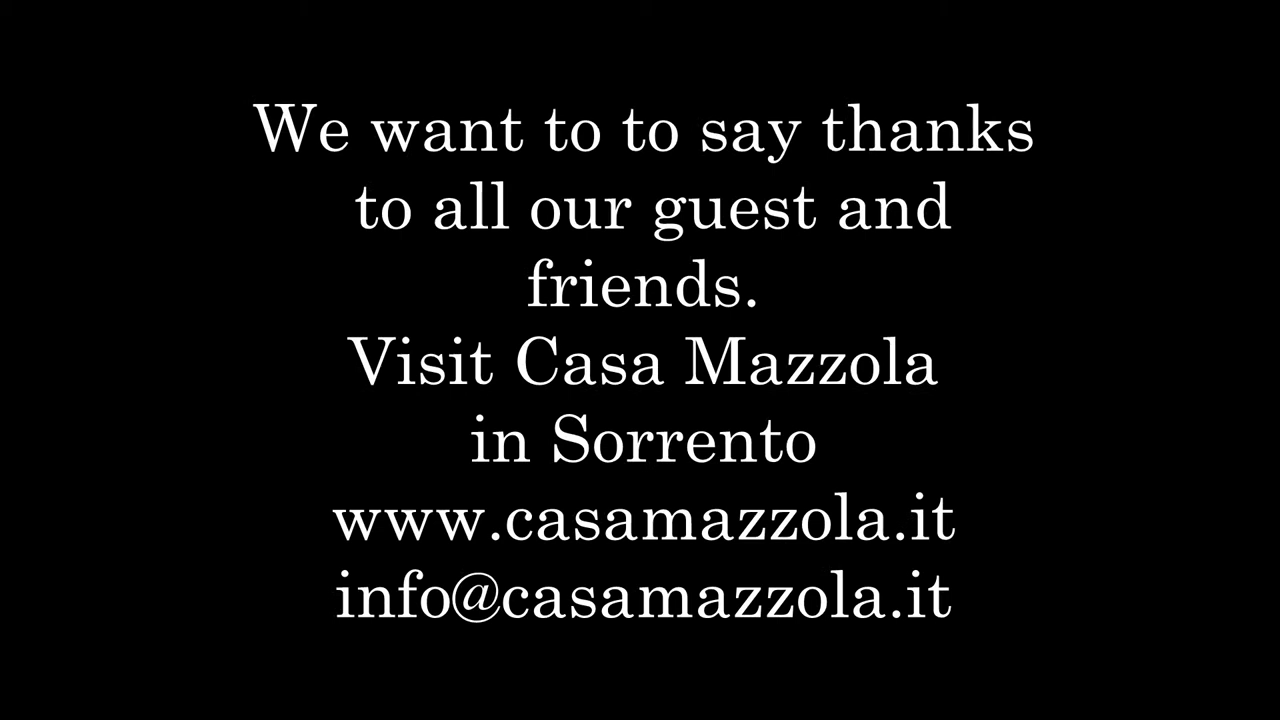 We want to to say thanks
to all our guest and
friends.
Visit Casa Mazzola
in Sorrento
www.casamazzola.it
info@casamazzola.it